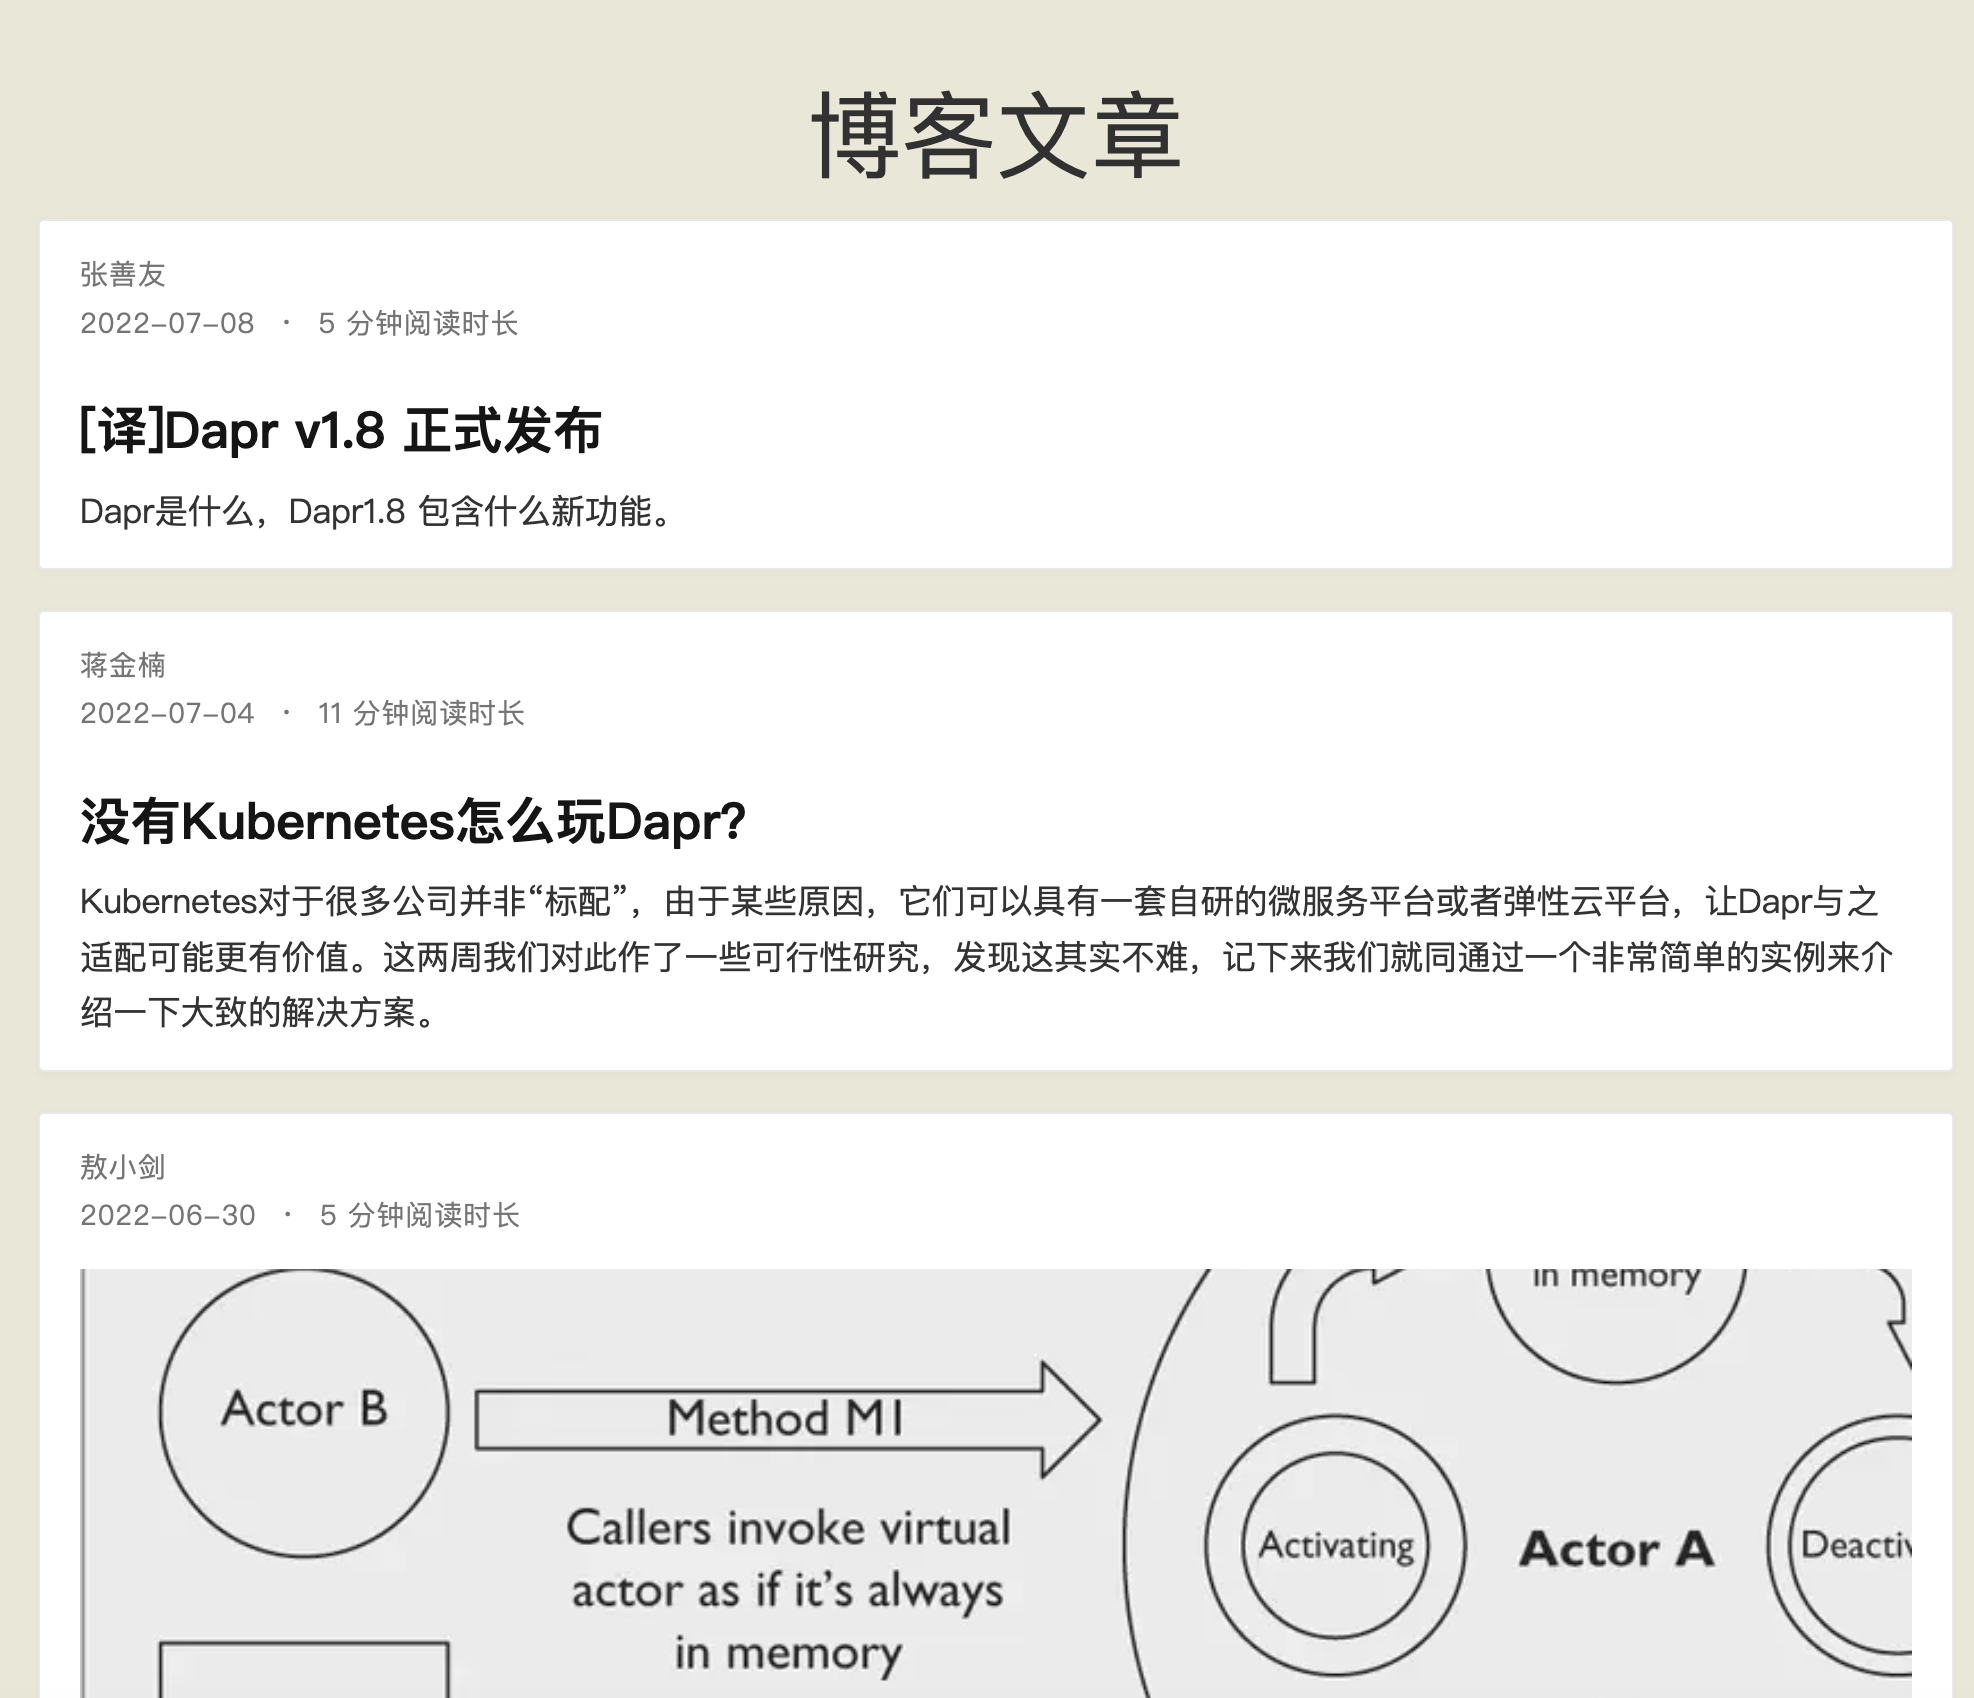 博客文章
张善友
2022-07-08 · 5 分钟阅读时长
[译]Dapr v1.8 正式发布
Dapr是什么，Dapr1.8 包含什么新功能。
蒋金楠
2022-07-04 · 11 分钟阅读时长
没有Kubernetes怎么玩Dapr?
Kubernetes对于很多公司并非“标配”，由于某些原因，它们可以具有一套自研的微服务平台或者弹性云平台，让Dapr与之
适配可能更有价值。这两周我们对此作了一些可行性研究，发现这其实不难，记下来我们就同通过一个非常简单的实例来介
绍一下大致的解决方案。
敖小剑
2022-06-30 · 5 分钟阅读时长
in memory
Actor B
Method M1
Callers invoke virtual
actor as if it’s always
in memory
Activating
Actor A